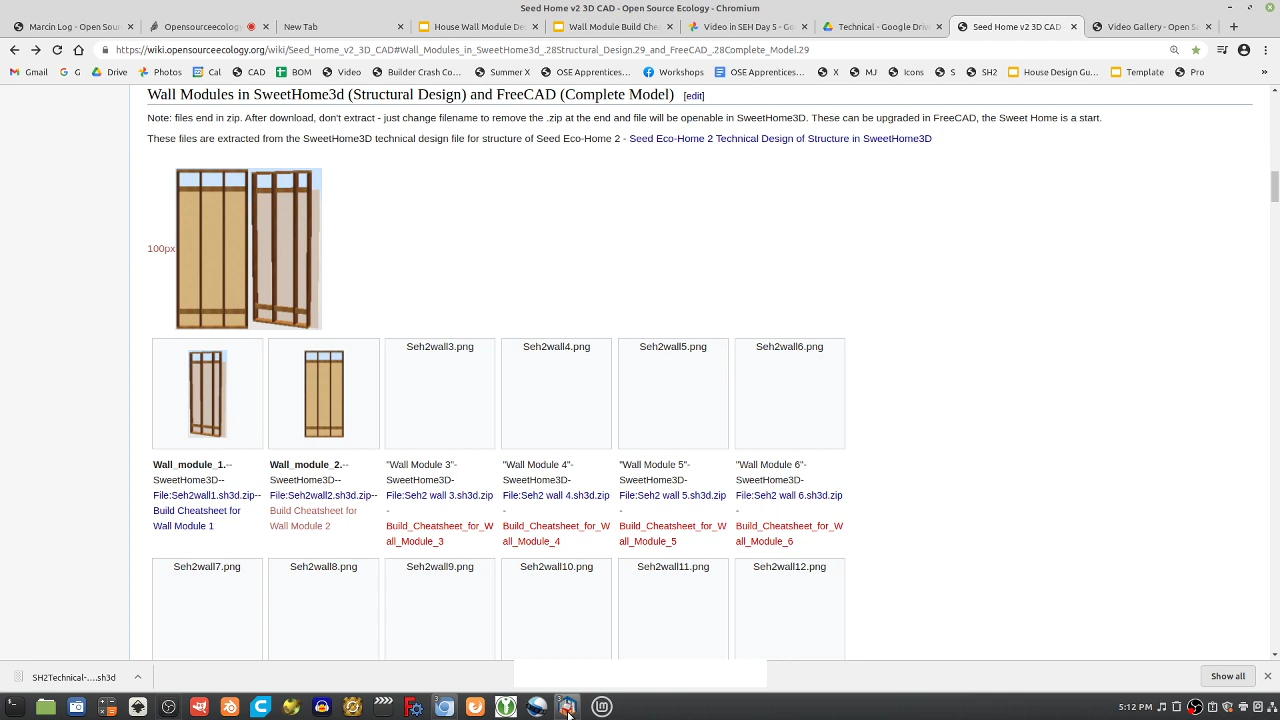 Seed Home v2 3D CAD - Open Source Ecology - Chromium
Marcin Log - Open Sou
Opensourceecology
New Tab
House Wall Module De
Wall Module Build Che
Video in SEH Day 5 - Go
Technical - Google Driv
Seed Home v2 3D CAD
Video Gallery - Open S
https://wiki.opensourceecology.org/wiki/Seed_Home_v2_3D_CAD#Wall_Modules_in_SweetHome3d_.28Structural_Design.29_and_FreeCAD_.28Complete_Model.29
Gmail G Drive Photos Cal CAD BOM Video Buildin Crash Co... Summer X OSE Apprentices... Workshops OSE Apprentices... X MJ Icons S SH2 House Design Gu... Template Pro »
Wall Modules in SweetHome3d (Structural Design) and FreeCAD (Complete Model) [edit]
Note: files end in zip. After download, don't extract - just change filename to remove the .zip at the end and file will be openable in SweetHome3D. These can be upgraded in FreeCAD, the Sweet Home is a start.
These files are extracted from the SweetHome3D technical design file for structure of Seed Eco-Home 2 - Seed Eco-Home 2 Technical Design of Structure in SweetHome3D
100px
Seh2wall3.png
Seh2wall4.png
Seh2wall5.png
Seh2wall6.png
Wall_module_1.--
SweetHome3D--
File:Seh2wall1.sh3d.zip--
Build Cheatsheet for
Wall Module 1
Wall_module_2.--
SweetHome3D--
File:Seh2wall2.sh3d.zip--
Build Cheatsheet for
Wall Module 2
"Wall Module 3"-
SweetHome3D-
File:Seh2 wall 3.sh3d.zip
-
Build_Cheatsheet_for_W
all_Module_3
"Wall Module 4"-
SweetHome3D-
File:Seh2 wall 4.sh3d.zip
-
Build_Cheatsheet_for_W
all_Module_4
"Wall Module 5"-
SweetHome3D-
File:Seh2 wall 5.sh3d.zip
-
Build_Cheatsheet_for_W
all_Module_5
"Wall Module 6"-
SweetHome3D-
File:Seh2 wall 6.sh3d.zip
-
Build_Cheatsheet_for_W
all_Module_6
Seh2wall7.png
Seh2wall8.png
Seh2wall9.png
Seh2wall10.png
Seh2wall11.png
Seh2wall12.png
SH2Technical-....sh3d
Show all
5:12 PM